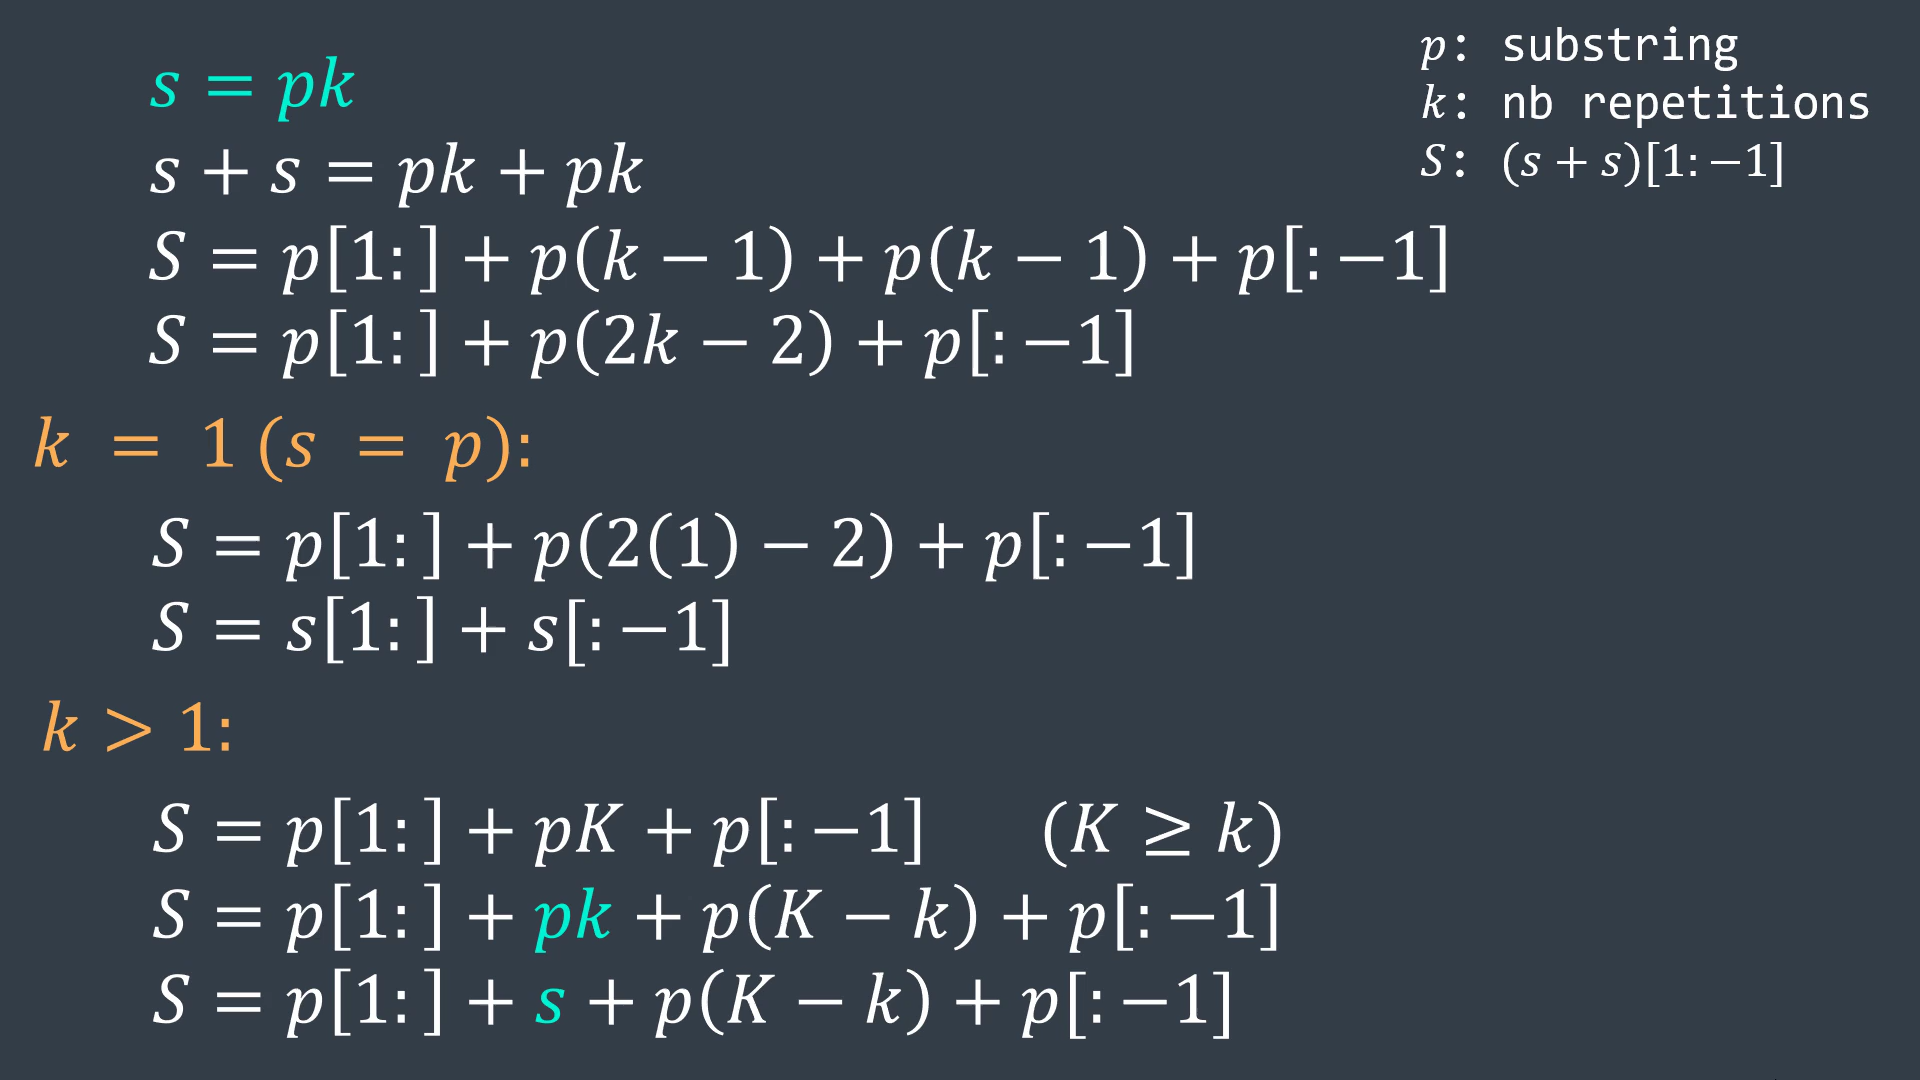 s = pk
p: substring
k: nb repetitions
S: (s + s)[1: −1]
s + s = pk + pk
S = p[1: ] + p(k − 1) + p(k − 1) + p[: −1]
S = p[1: ] + p(2k − 2) + p[: −1]
k = 1 (s = p):
S = p[1: ] + p(2(1) − 2) + p[: −1]
S = s[1: ] + s[: −1]
k > 1:
S = p[1: ] + pK + p[: −1] (K ≥ k)
S = p[1: ] + pk + p(K − k) + p[: −1]
S = p[1: ] + s + p(K − k) + p[: −1]